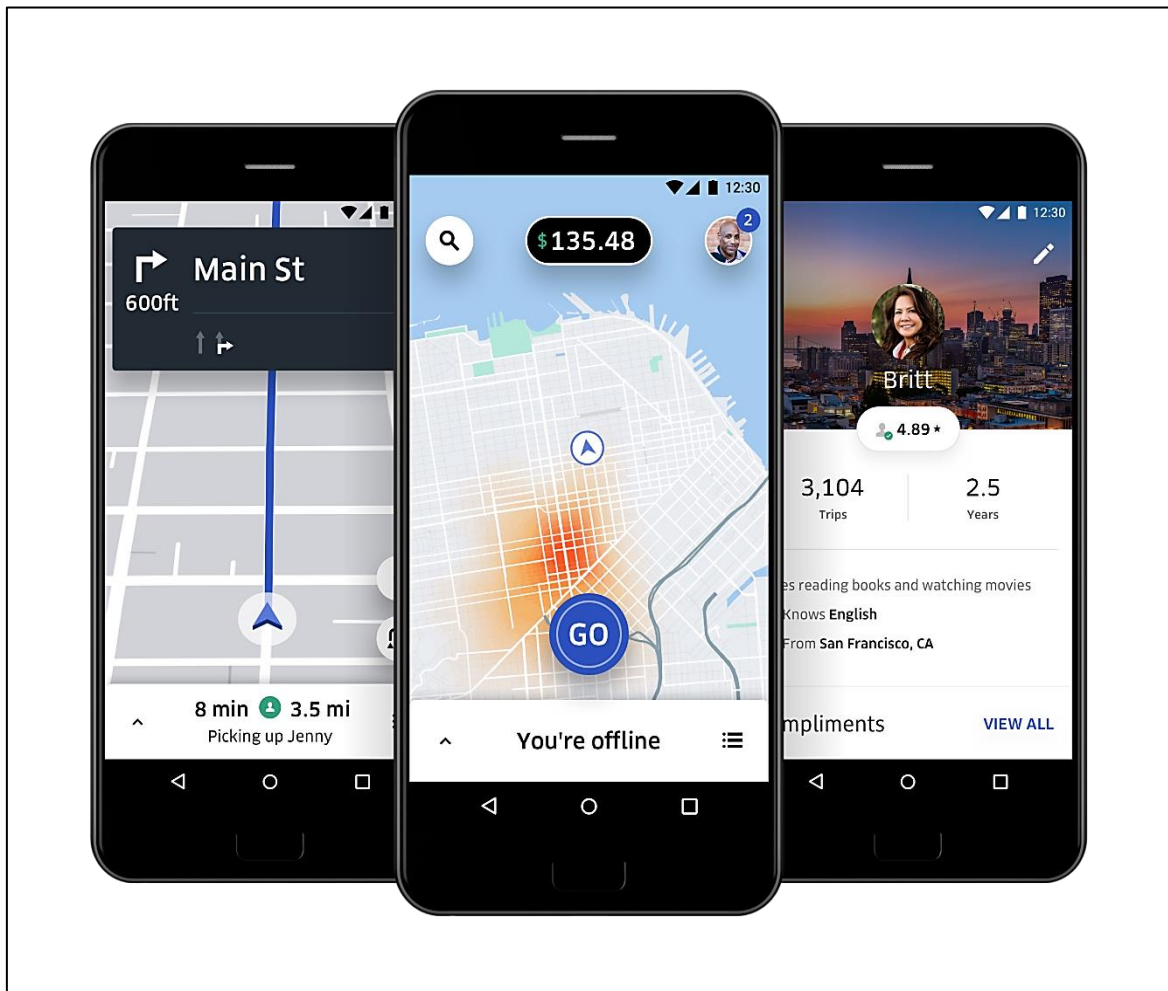 Main St
600ft
8 min 3.5 mi
Picking up Jenny
12:30
$135.48
2
GO
You're offline
12:30
Britt
4.89 ★
3,104
Trips
2.5
Years
es reading books and watching movies
Knows English
From San Francisco, CA
mpliments
VIEW ALL